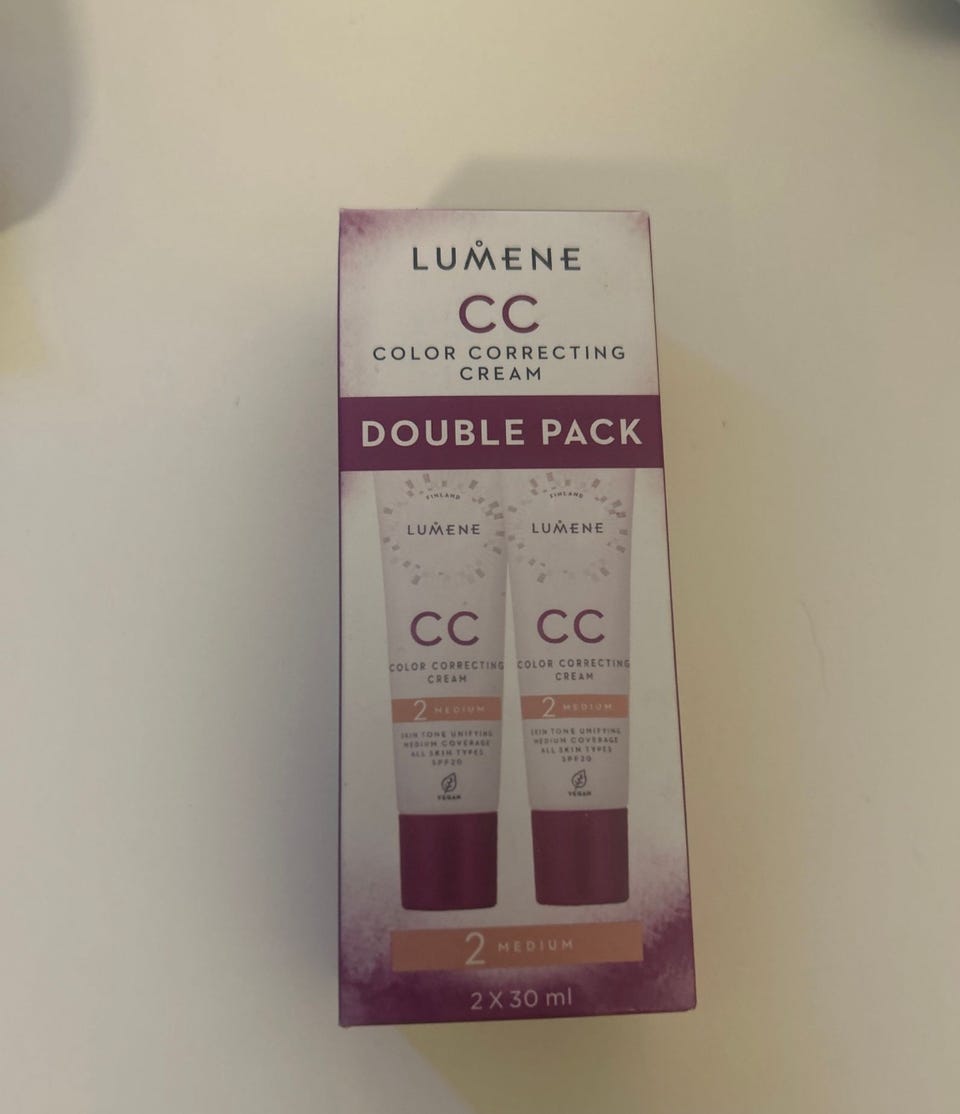 LUMENE
CC
COLOR CORRECTING
CREAM
DOUBLE PACK
FINLAND
LUMENE
CC
COLOR CORRECTING
CREAM
2 MEDIUM
SKIN TONE UNIFYING
MEDIUM COVERAGE
ALL SKIN TYPES
SPF20
VEGAN
FINLAND
LUMENE
CC
COLOR CORRECTING
CREAM
2 MEDIUM
SKIN TONE UNIFYING
MEDIUM COVERAGE
ALL SKIN TYPES
SPF20
VEGAN
2 MEDIUM
2 X 30 ml